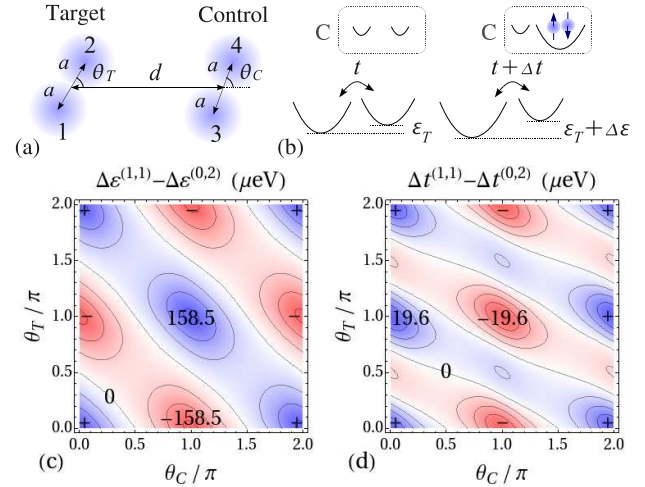 Target
Control
2
4
a
θ_T
a
θ_C
d
a
a
1
3
(a)
C
C
t
t+Δt
ε_T
ε_T+Δε
(b)
Δε^(1,1)−Δε^(0,2) (μeV)
2.0
1.5
θ_T / π
1.0
0.5
0.0
+
−
+
−
158.5
−
0
+
−158.5
+
0.0 0.5 1.0 1.5 2.0
(c)
θ_C / π
Δt^(1,1)−Δt^(0,2) (μeV)
2.0
1.5
θ_T / π
1.0
0.5
0.0
+
−
+
19.6
−19.6
+
0
+
−
+
0.0 0.5 1.0 1.5 2.0
(d)
θ_C / π